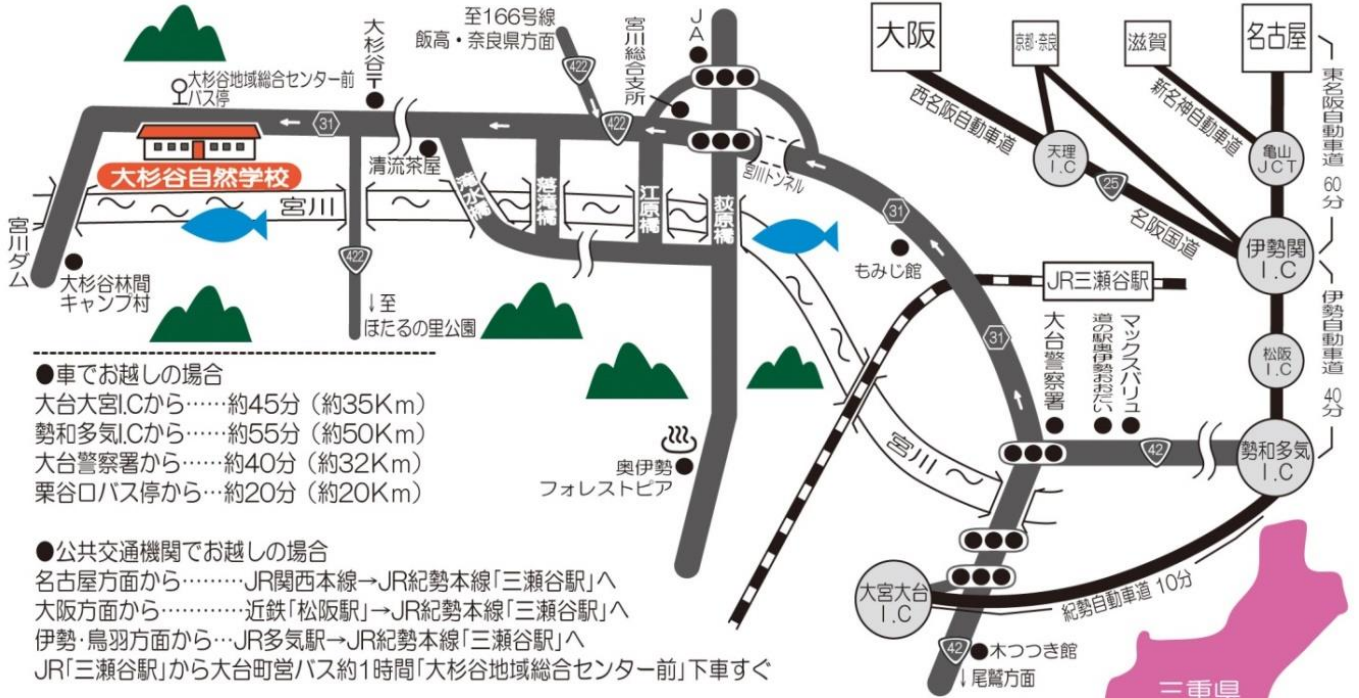 至166号線
飯高・奈良県方面
422
大杉谷〒
宮川総合支所
JA
大杉谷地域総合センター前
バス停
31
422
清流茶屋
大杉谷自然学校
宮川
宮川ダム
大杉谷林間
キャンプ村
422
↓至
ほたるの里公園
清水橋
落滝橋
江原橋
荻原橋
宮川トンネル
31
もみじ館
JR三瀬谷駅
31
大台警察署
道の駅奥伊勢おおだい
マックスバリュ
42
宮川
奥伊勢
フォレストピア
大阪
京都・奈良
滋賀
名古屋
西名阪自動車道
新名神自動車道
東名阪自動車道 60分
天理
I.C
亀山
JCT
25
名阪国道
伊勢関
I.C
伊勢自動車道 40分
松阪
I.C
勢和多気
I.C
大宮大台
I.C
紀勢自動車道 10分
42
木つつき館
↓尾鷲方面
三重県
●車でお越しの場合
大台大宮I.Cから……約45分（約35Km）
勢和多気I.Cから……約55分（約50Km）
大台警察署から……約40分（約32Km）
栗谷口バス停から…約20分（約20Km）
●公共交通機関でお越しの場合
名古屋方面から………JR関西本線→JR紀勢本線「三瀬谷駅」へ
大阪方面から…………近鉄「松阪駅」→JR紀勢本線「三瀬谷駅」へ
伊勢・鳥羽方面から…JR多気駅→JR紀勢本線「三瀬谷駅」へ
JR「三瀬谷駅」から大台町営バス約1時間「大杉谷地域総合センター前」下車すぐ